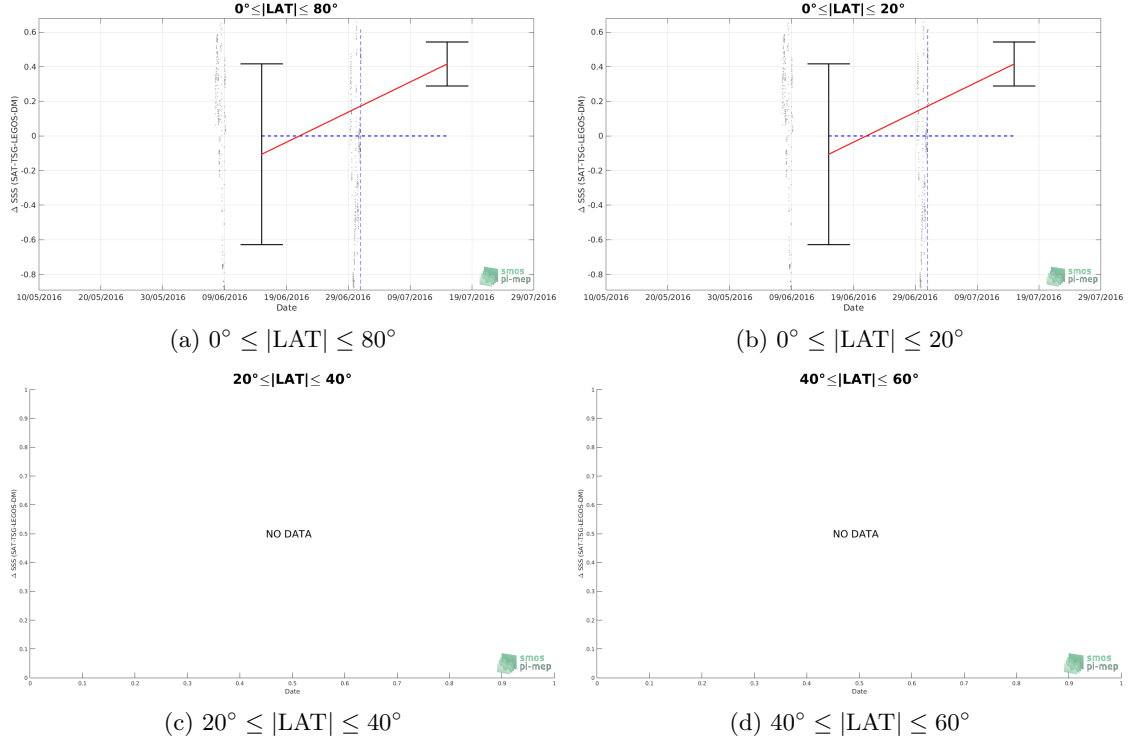 0°≤|LAT|≤ 80°
Δ SSS (SAT-TSG-LEGOS-DM)
0.6
0.4
0.2
0
-0.2
-0.4
-0.6
-0.8
10/05/2016 20/05/2016 30/05/2016 09/06/2016 19/06/2016 29/06/2016 09/07/2016 19/07/2016 29/07/2016
Date
smos
pi-mep
(a) 0° ≤ |LAT| ≤ 80°
0°≤|LAT|≤ 20°
Δ SSS (SAT-TSG-LEGOS-DM)
0.6
0.4
0.2
0
-0.2
-0.4
-0.6
-0.8
10/05/2016 20/05/2016 30/05/2016 09/06/2016 19/06/2016 29/06/2016 09/07/2016 19/07/2016 29/07/2016
Date
smos
pi-mep
(b) 0° ≤ |LAT| ≤ 20°
20°≤|LAT|≤ 40°
Δ SSS (SAT-TSG-LEGOS-DM)
1
0.9
0.8
0.7
0.6
0.5
0.4
0.3
0.2
0.1
0
NO DATA
0 0.1 0.2 0.3 0.4 0.5 0.6 0.7 0.8 0.9 1
Date
smos
pi-mep
(c) 20° ≤ |LAT| ≤ 40°
40°≤|LAT|≤ 60°
Δ SSS (SAT-TSG-LEGOS-DM)
1
0.9
0.8
0.7
0.6
0.5
0.4
0.3
0.2
0.1
0
NO DATA
0 0.1 0.2 0.3 0.4 0.5 0.6 0.7 0.8 0.9 1
Date
smos
pi-mep
(d) 40° ≤ |LAT| ≤ 60°